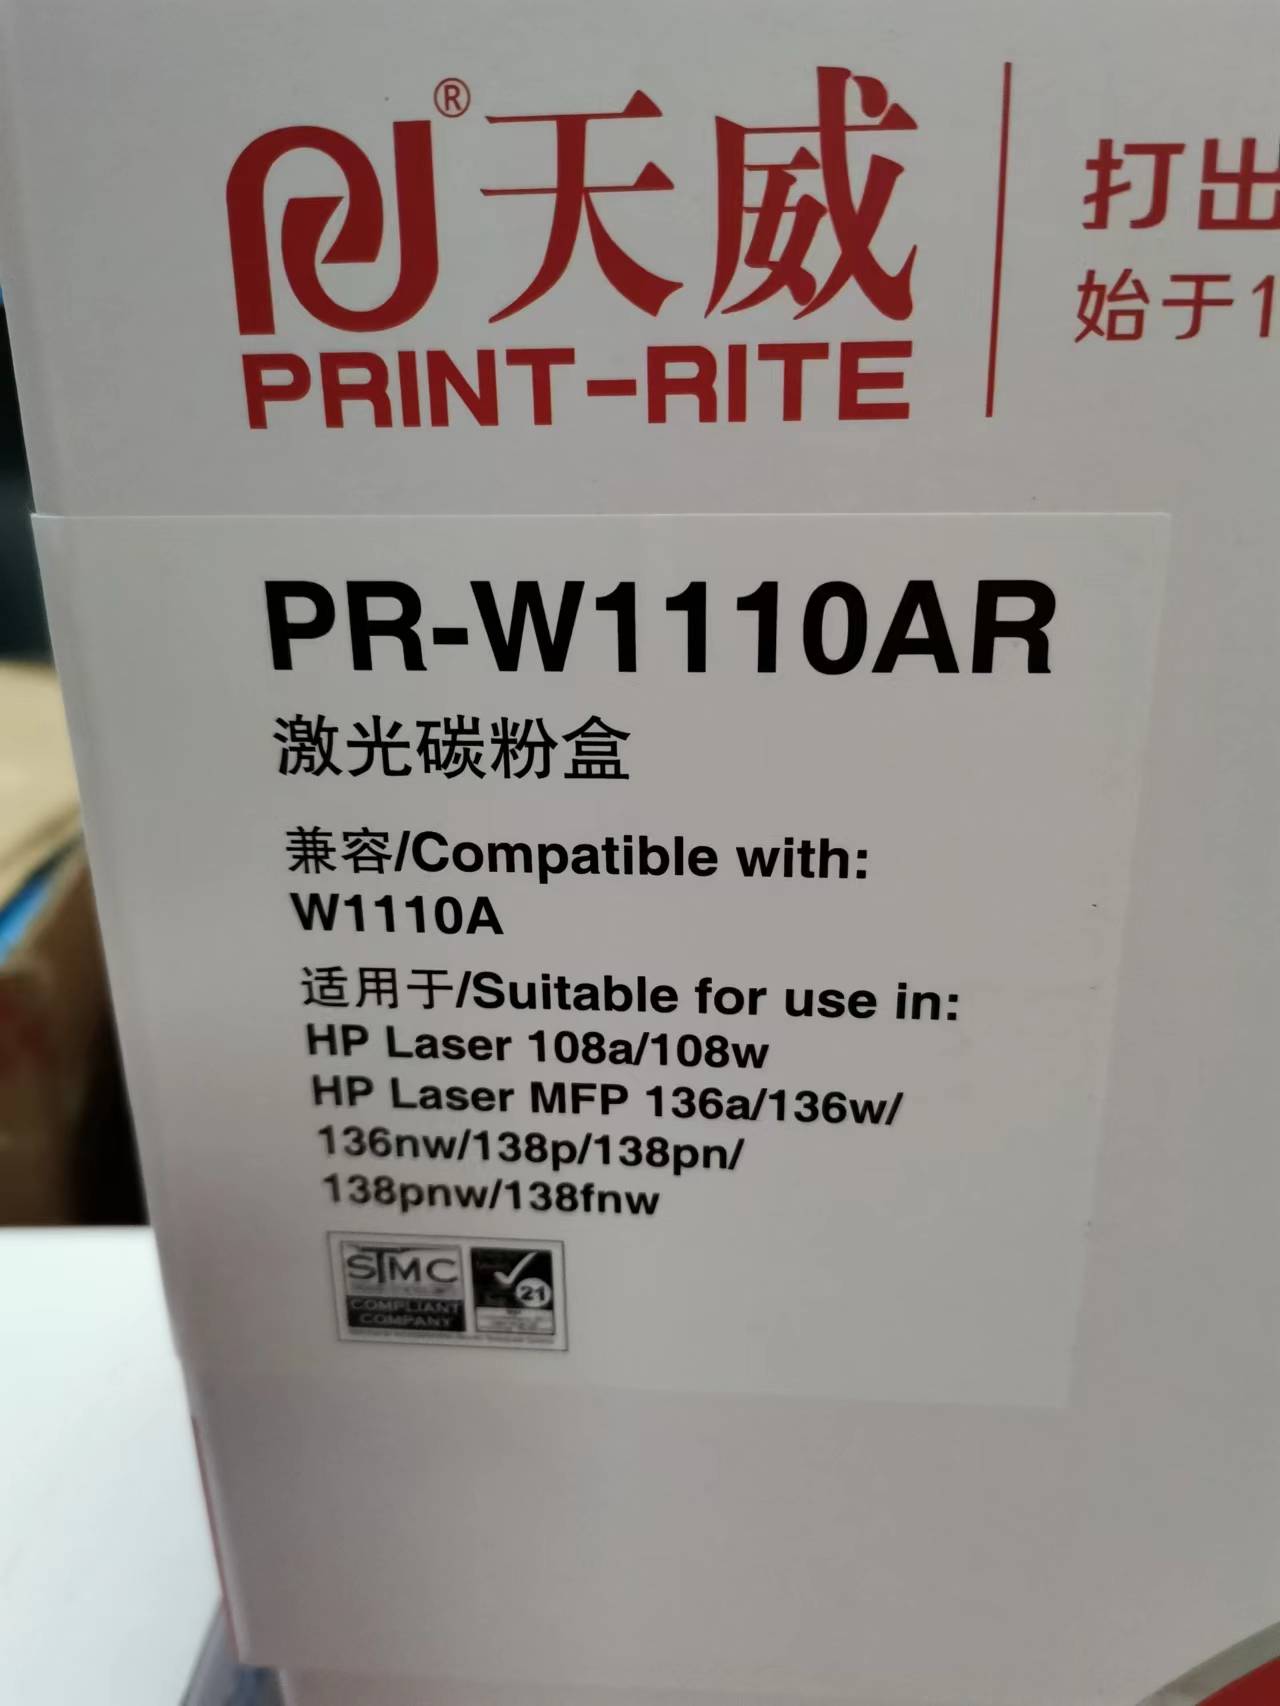 ®
天威
PRINT-RITE
打出
始于1
PR-W1110AR
激光碳粉盒
兼容/Compatible with:
W1110A
适用于/Suitable for use in:
HP Laser 108a/108w
HP Laser MFP 136a/136w/
136nw/138p/138pn/
138pnw/138fnw
STMC
COMPLIANT
COMPANY
21